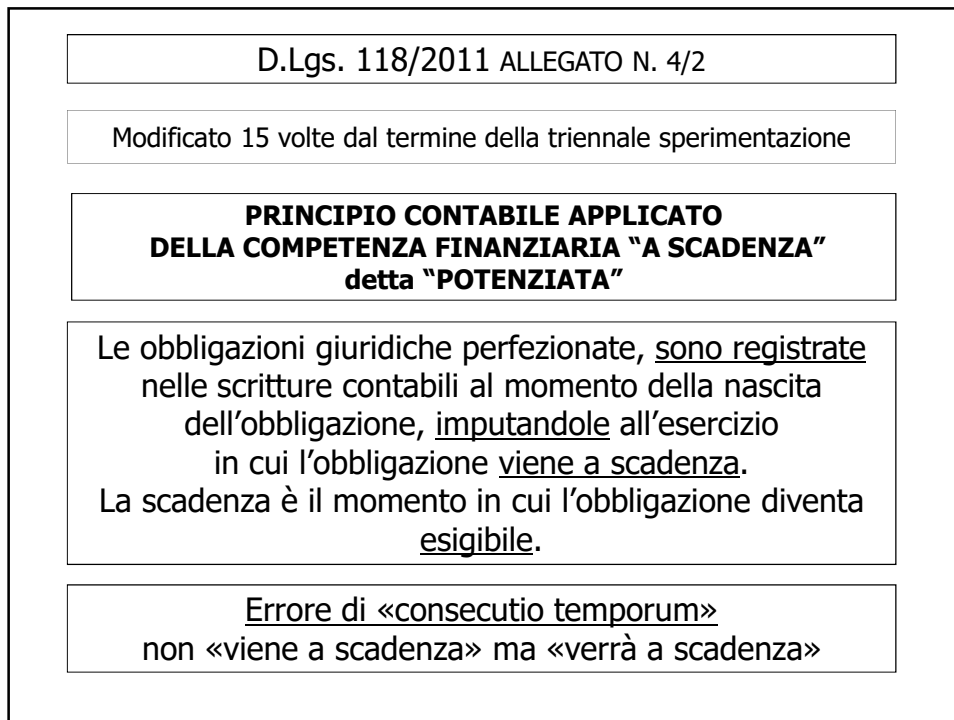 D.Lgs. 118/2011 ALLEGATO N. 4/2
Modificato 15 volte dal termine della triennale sperimentazione
PRINCIPIO CONTABILE APPLICATO
DELLA COMPETENZA FINANZIARIA “A SCADENZA”
detta “POTENZIATA”
Le obbligazioni giuridiche perfezionate, sono registrate
nelle scritture contabili al momento della nascita
dell’obbligazione, imputandole all’esercizio
in cui l’obbligazione viene a scadenza.
La scadenza è il momento in cui l’obbligazione diventa
esigibile.
Errore di «consecutio temporum»
non «viene a scadenza» ma «verrà a scadenza»